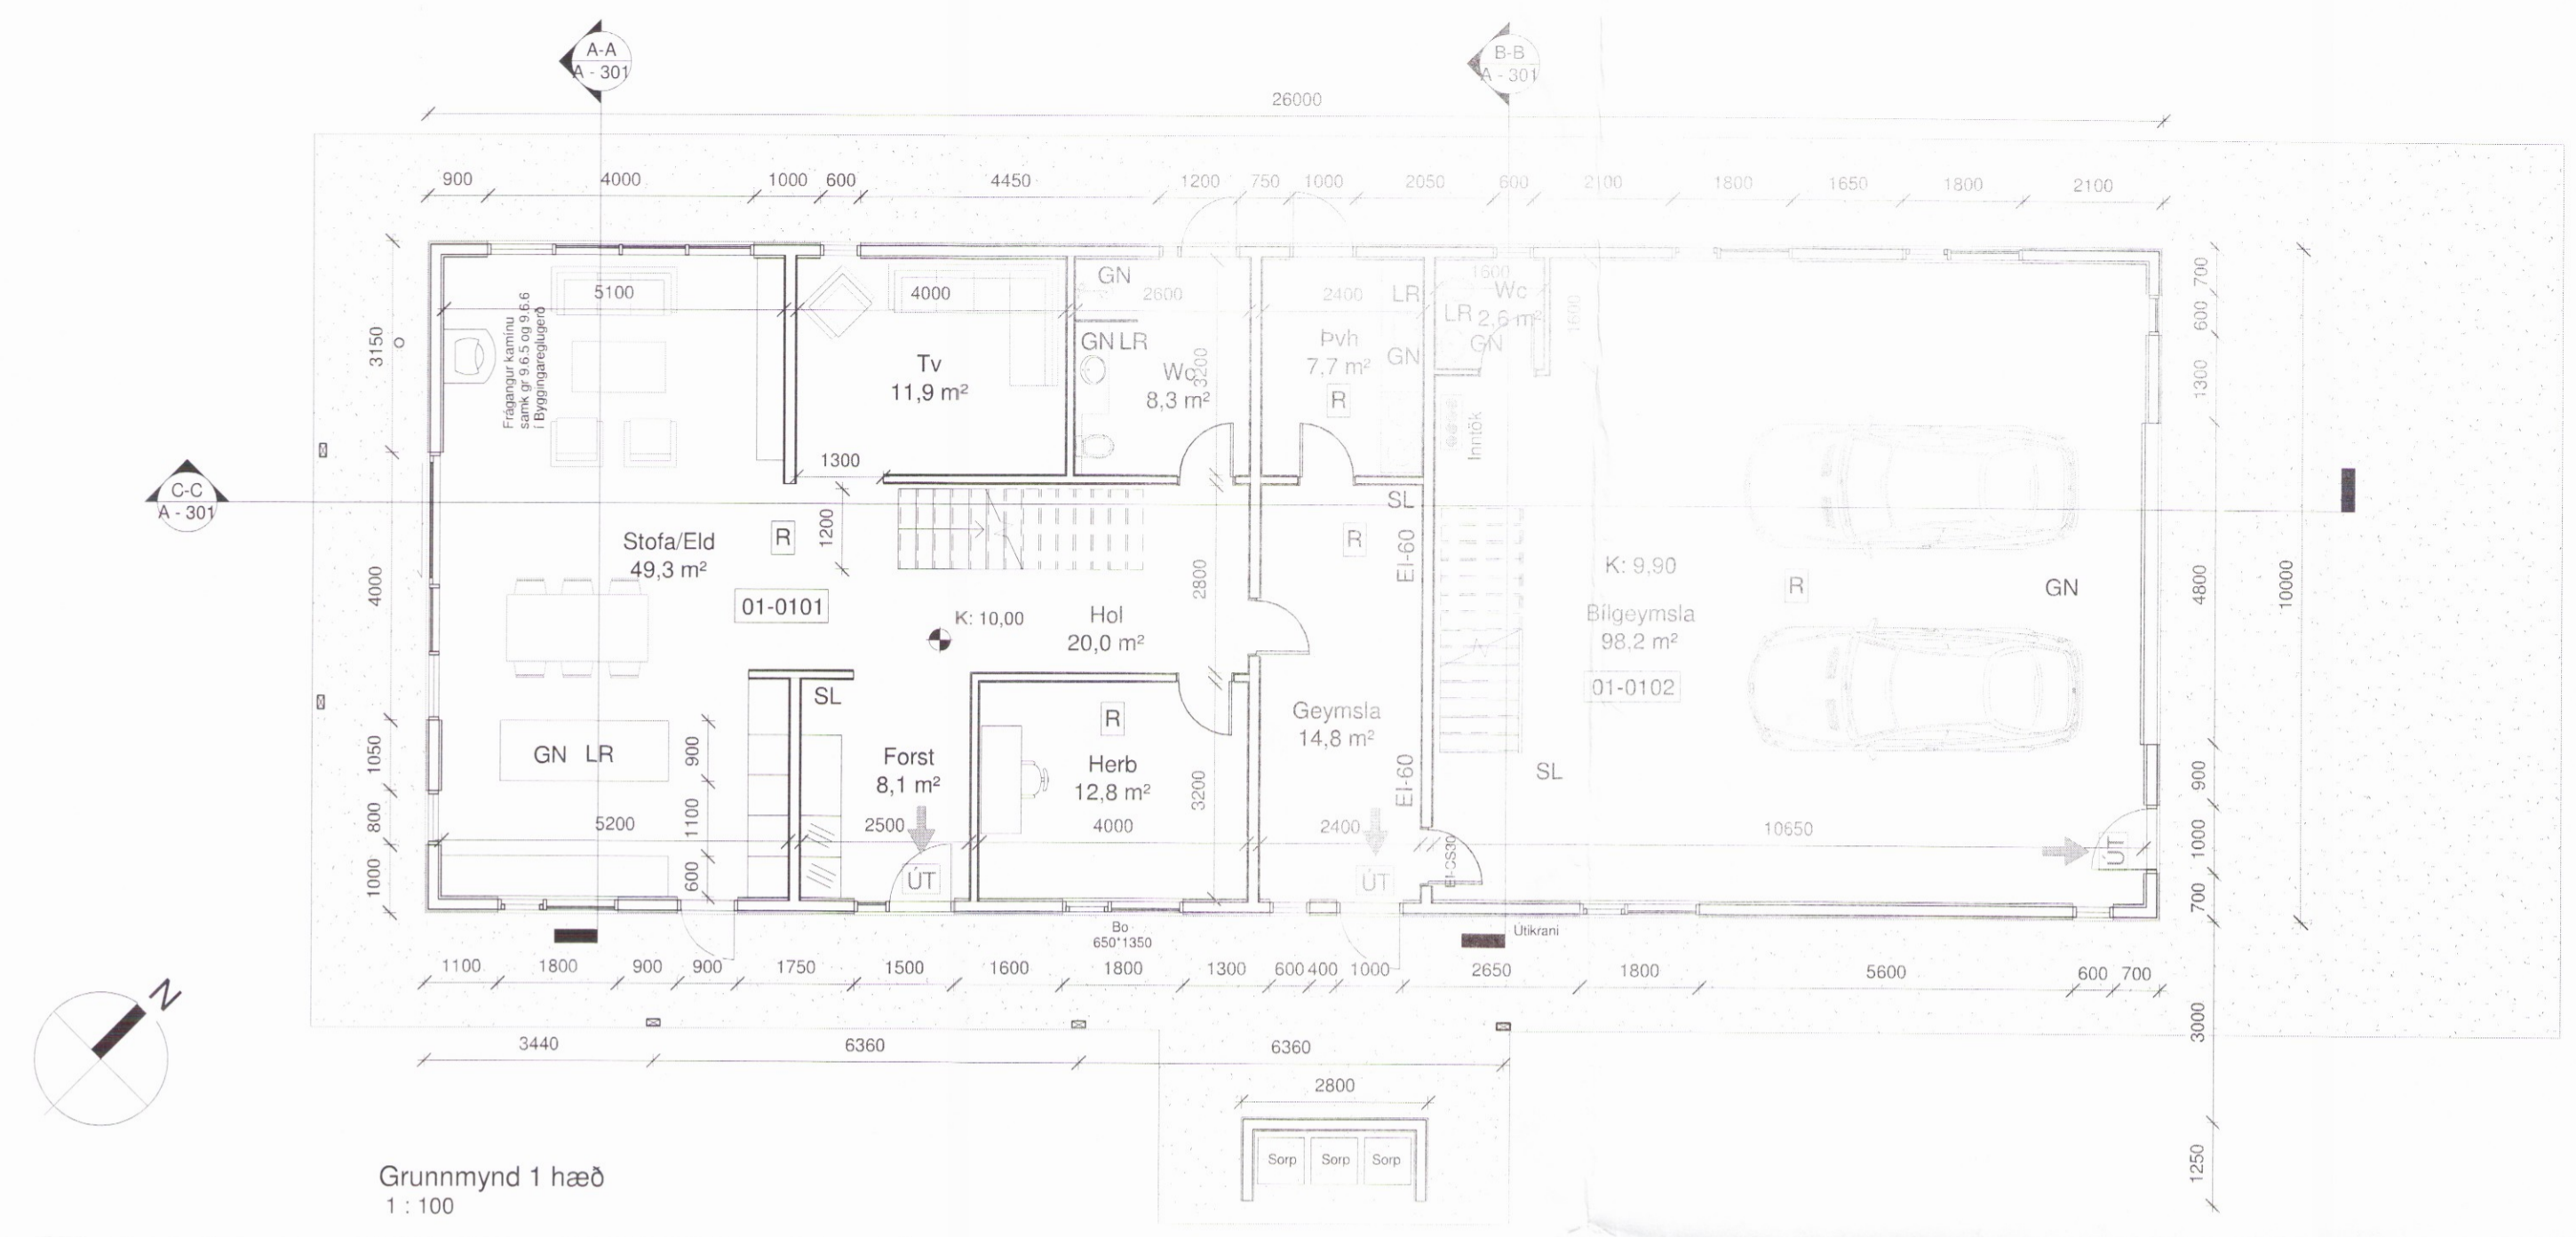 A-A
A - 301
B-B
A - 301
26000
900 4000 1000 600 4450 1200 750 1000 2050 600 2100 1800 1650 1800 2100
5100
4000
GN
2600
2400
LR
1600
Wc
LR 2,6 m²
GN
1600
700
600
1300
3150
Frágangur kamínu
samk gr 9.6.5 og 9.6.6
í Byggingareglugerð
Tv
11,9 m²
GN LR
Wc
8,3 m²
3200
Þvh
7,7 m²
GN
R
Inntök
1300
C-C
A - 301
1200
R
Stofa/Eld
49,3 m²
01-0101
K: 10,00
Hol
20,0 m²
2800
SL
R
EI-60
K: 9,90
R
GN
Bílgeymsla
98,2 m²
01-0102
4000
4800
10000
SL
R
Geymsla
14,8 m²
GN LR
900
Forst
8,1 m²
Herb
12,8 m²
3200
EI-60
SL
1050
800
1000
1100
600
5200
2500
4000
2400
10650
900
1000
700
ÚT
ÚT
ÚT
Bo
650*1350
Útikrani
1100 1800 900 900 1750 1500 1600 1800 1300 600 400 1000 2650 1800 5600 600 700
N
3440 6360 6360
3000
2800
Sorp Sorp Sorp
1250
Grunnmynd 1 hæð
1 : 100